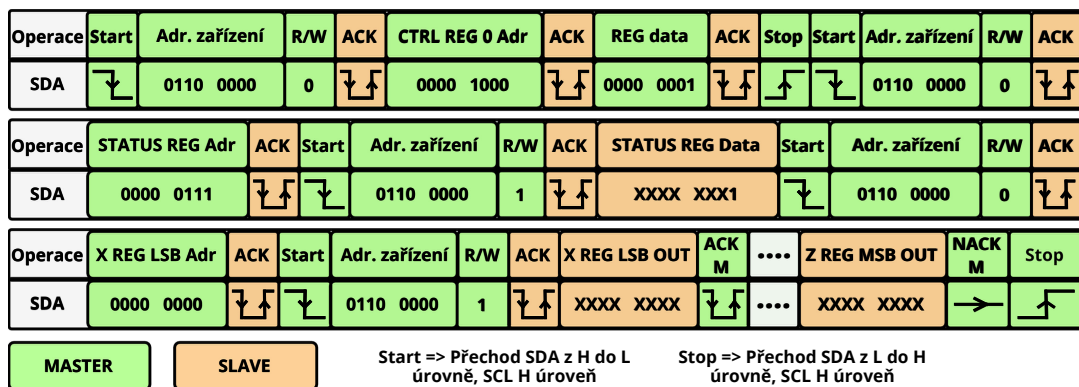 Operace Start Adr. zařízení R/W ACK CTRL REG 0 Adr ACK REG data ACK Stop Start Adr. zařízení R/W ACK
SDA 0110 0000 0 0000 1000 0000 0001 0110 0000 0
Operace STATUS REG Adr ACK Start Adr. zařízení R/W ACK STATUS REG Data Start Adr. zařízení R/W ACK
SDA 0000 0111 0110 0000 1 XXXX XXX1 0110 0000 0
Operace X REG LSB Adr ACK Start Adr. zařízení R/W ACK X REG LSB OUT ACK M •••• Z REG MSB OUT NACK M Stop
SDA 0000 0000 0110 0000 1 XXXX XXXX •••• XXXX XXXX
MASTER SLAVE
Start => Přechod SDA z H do L
úrovně, SCL H úroveň
Stop => Přechod SDA z L do H
úrovně, SCL H úroveň